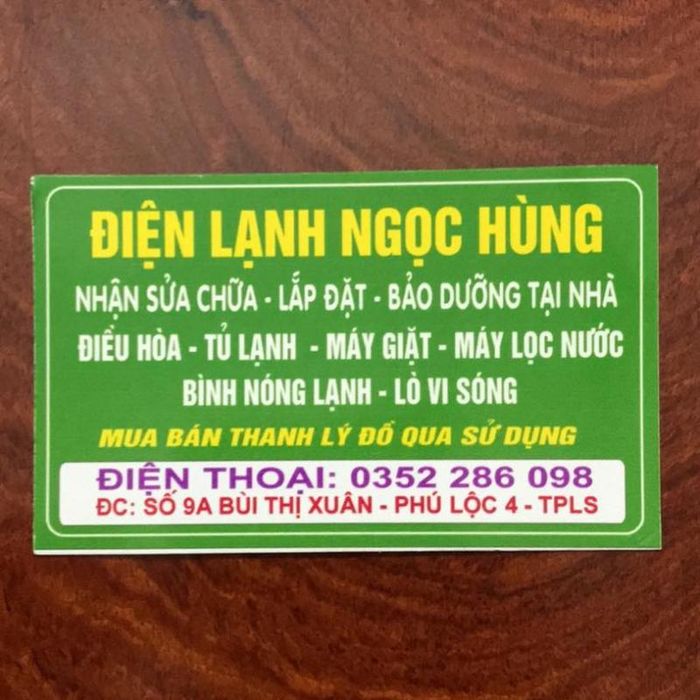 ĐIỆN LẠNH NGỌC HÙNG
NHẬN SỬA CHỮA - LẮP ĐẶT - BẢO DƯỠNG TẠI NHÀ
ĐIỀU HÒA - TỦ LẠNH - MÁY GIẶT - MÁY LỌC NƯỚC
BÌNH NÓNG LẠNH - LÒ VI SÓNG
MUA BÁN THANH LÝ ĐỒ QUA SỬ DỤNG
ĐIỆN THOẠI: 0352 286 098
ĐC: SỐ 9A BÙI THỊ XUÂN - PHÚ LỘC 4 - TPLS